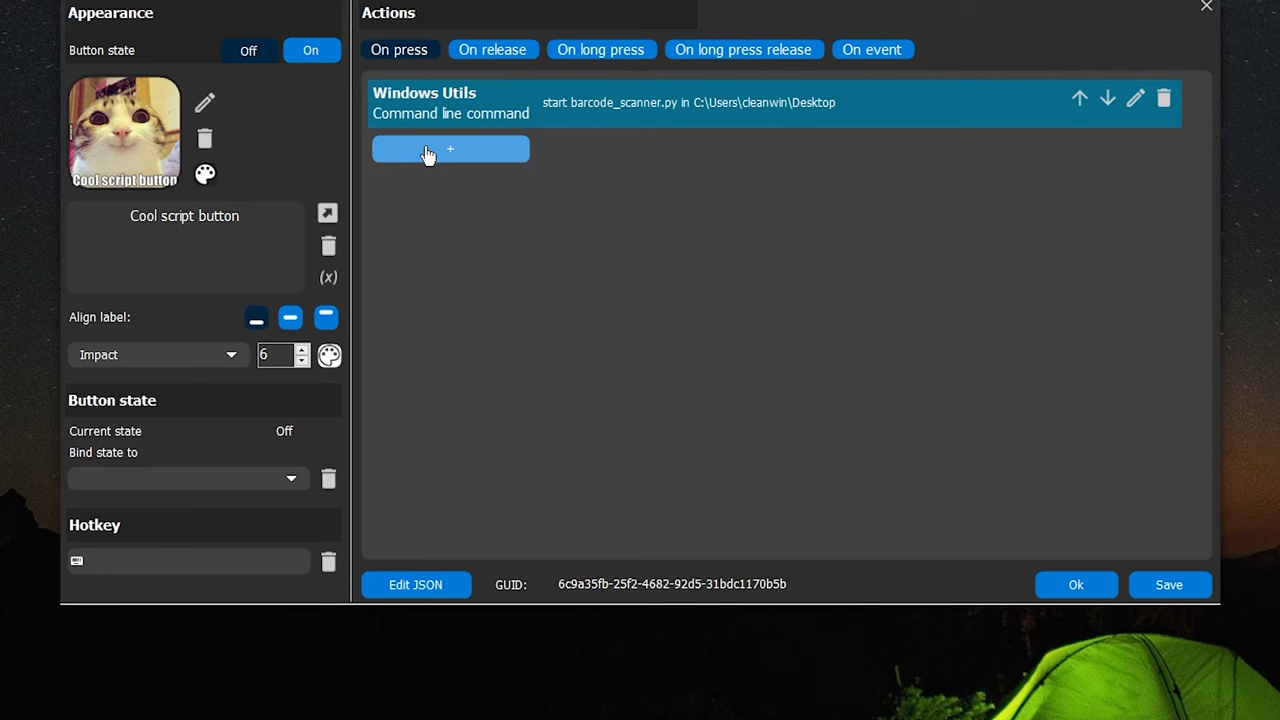 Appearance
Button state
Off
On
Cool script button
Cool script button
(x)
Align label:
Impact
6
Button state
Current state
Off
Bind state to
Hotkey
Actions
On press
On release
On long press
On long press release
On event
Windows Utils
Command line command
start barcode_scanner.py in C:\Users\cleanwin\Desktop
+
Edit JSON
GUID:
6c9a35fb-25f2-4682-92d5-31bdc1170b5b
Ok
Save